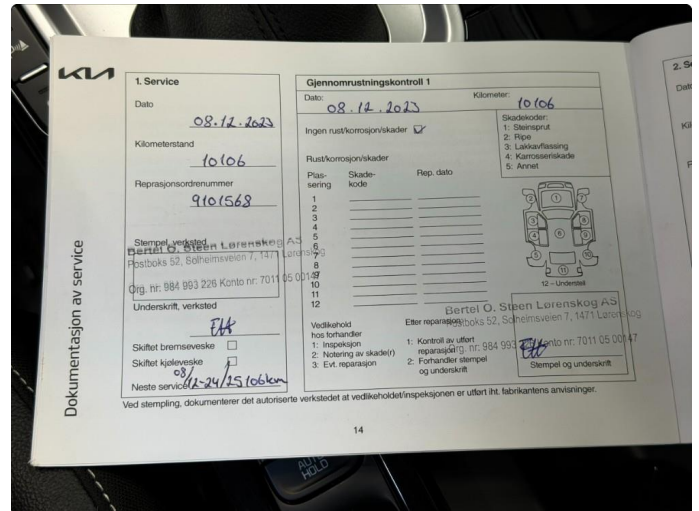 KIA
Dokumentasjon av service
1. Service
Dato
08.12.2023
Kilometerstand
10106
Reprasjonsordrenummer
9101568
Stempel, verksted
Bertel O. Steen Lørenskog AS
Postboks 52, Solheimsveien 7, 1471 Lørenskog
Org. nr: 984 993 226 Konto nr: 7011 05 00147
Underskrift, verksted
Skiftet bremseveske
Skiftet kjøleveske
Neste service 08/12-24/25106km
Gjennomrustningskontroll 1
Dato: 08.12.2023
Kilometer: 10106
Ingen rust/korrosjon/skader
Skadekoder:
1: Steinsprut
2: Ripe
3: Lakkavflassing
4: Karrosseriskade
5: Annet
Rust/korrosjon/skader
Plas-
sering
Skade-
kode
Rep. dato
1
2
3
4
5
6
7
8
9
10
11
12
12 – Understell
Vedlikehold
hos forhandler
1: Inspeksjon
2: Notering av skade(r)
3: Evt. reparasjon
Etter reparasjon
1: Kontroll av utført
reparasjon
2: Forhandler stempel
og underskrift
Bertel O. Steen Lørenskog AS
Postboks 52, Solheimsveien 7, 1471 Lørenskog
Org. nr: 984 993 Konto nr: 7011 05 00147
Stempel og underskrift
Ved stempling, dokumenterer det autoriserte verkstedet at vedlikeholdet/inspeksjonen er utført iht. fabrikantens anvisninger.
14
2. S
Dato
AUTO
HOLD